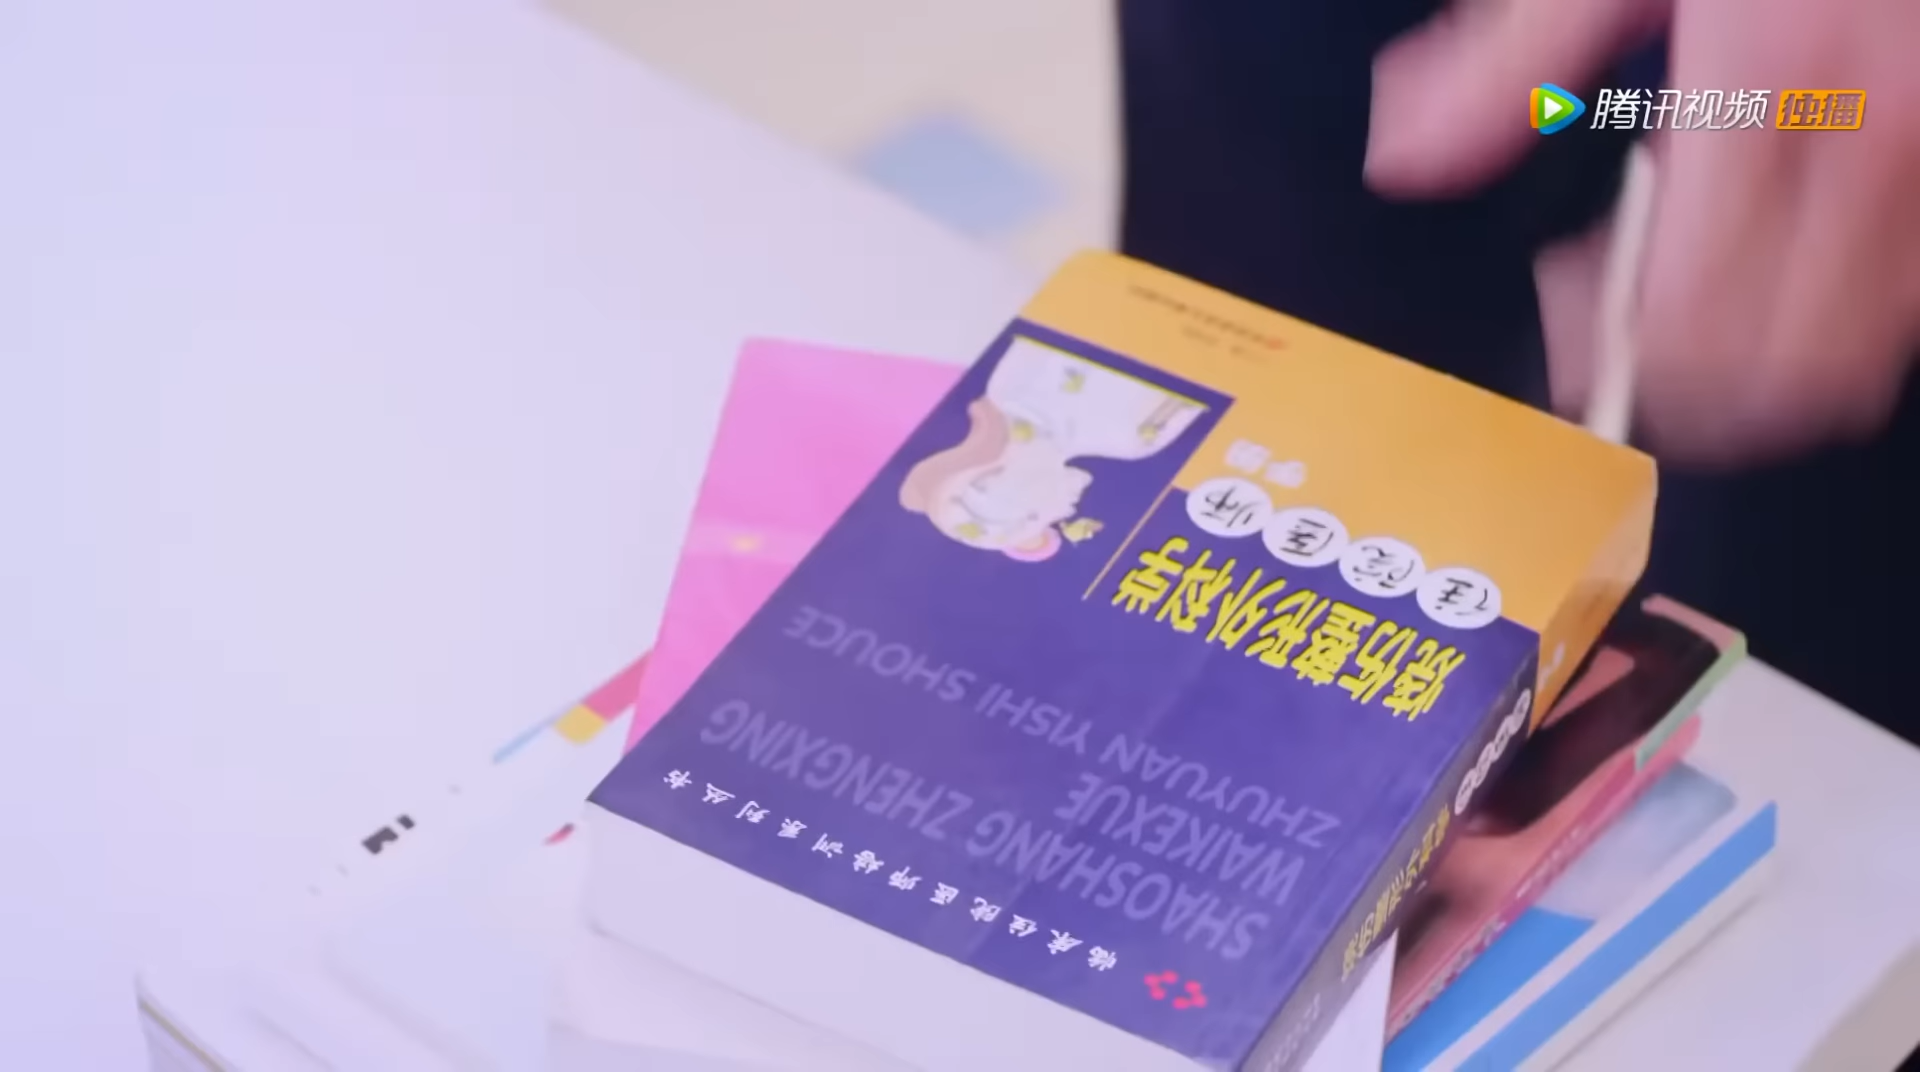 腾讯视频 独播
临床住院医师培训系列丛书
SHAOSHANG ZHENGXING
WAIKEXUE
ZHUYUAN YISHI SHOUCE
烧伤整形外科学
住院医师
手册